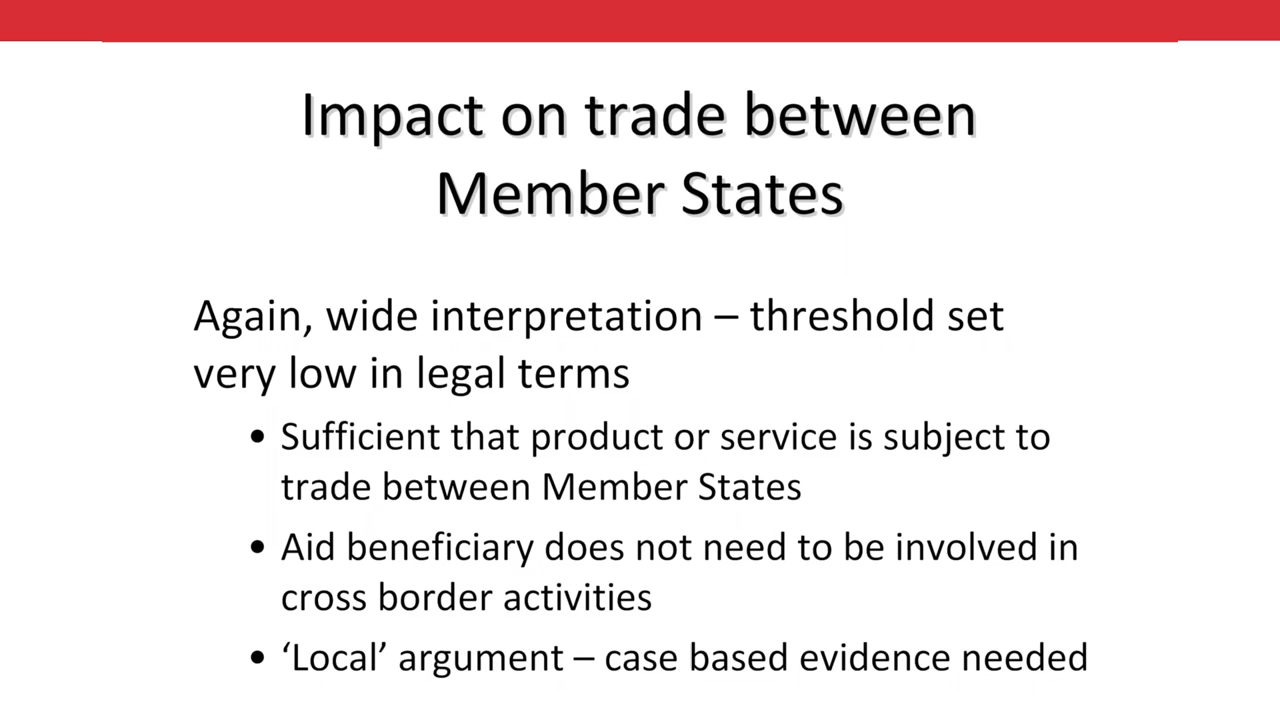 Impact on trade between
Member States
Again, wide interpretation – threshold set
very low in legal terms
• Sufficient that product or service is subject to
trade between Member States
• Aid beneficiary does not need to be involved in
cross border activities
• ‘Local’ argument – case based evidence needed